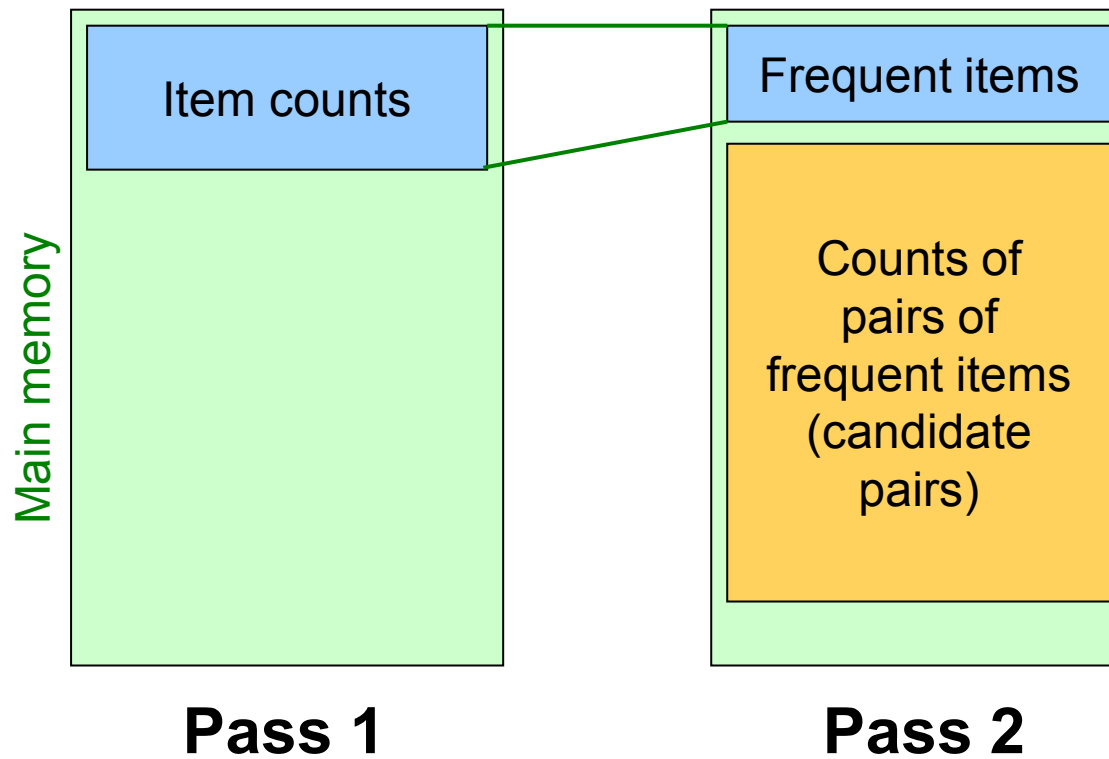 Main memory
Item counts
Frequent items
Counts of
pairs of
frequent items
(candidate
pairs)
Pass 1
Pass 2